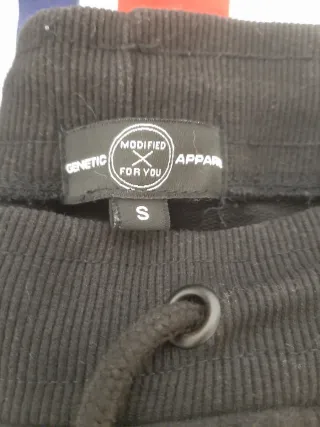 MODIFIED
GENETIC X APPAREL
FOR YOU
S